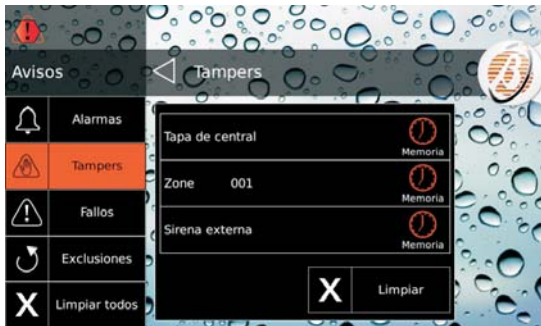 Avisos
Tampers
Alarmas
Tampers
Fallos
Exclusiones
Limpiar todos
Tapa de central
Memoria
Zone 001
Memoria
Sirena externa
Memoria
X Limpiar